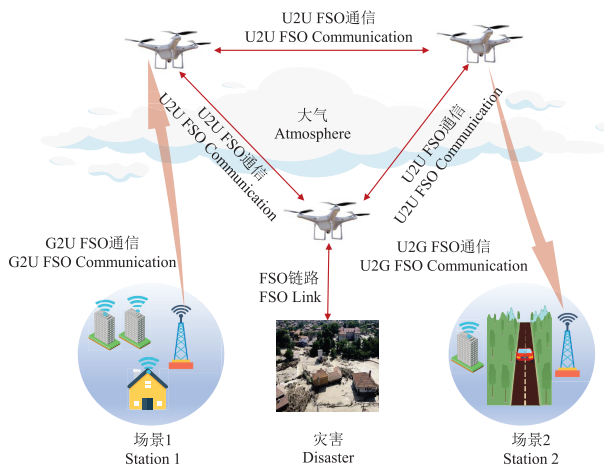 U2U FSO通信
U2U FSO Communication
大气
Atmosphere
U2U FSO通信
U2U FSO Communication
U2U FSO通信
U2U FSO Communication
G2U FSO通信
G2U FSO Communication
U2G FSO通信
U2G FSO Communication
FSO链路
FSO Link
场景1
Station 1
灾害
Disaster
场景2
Station 2